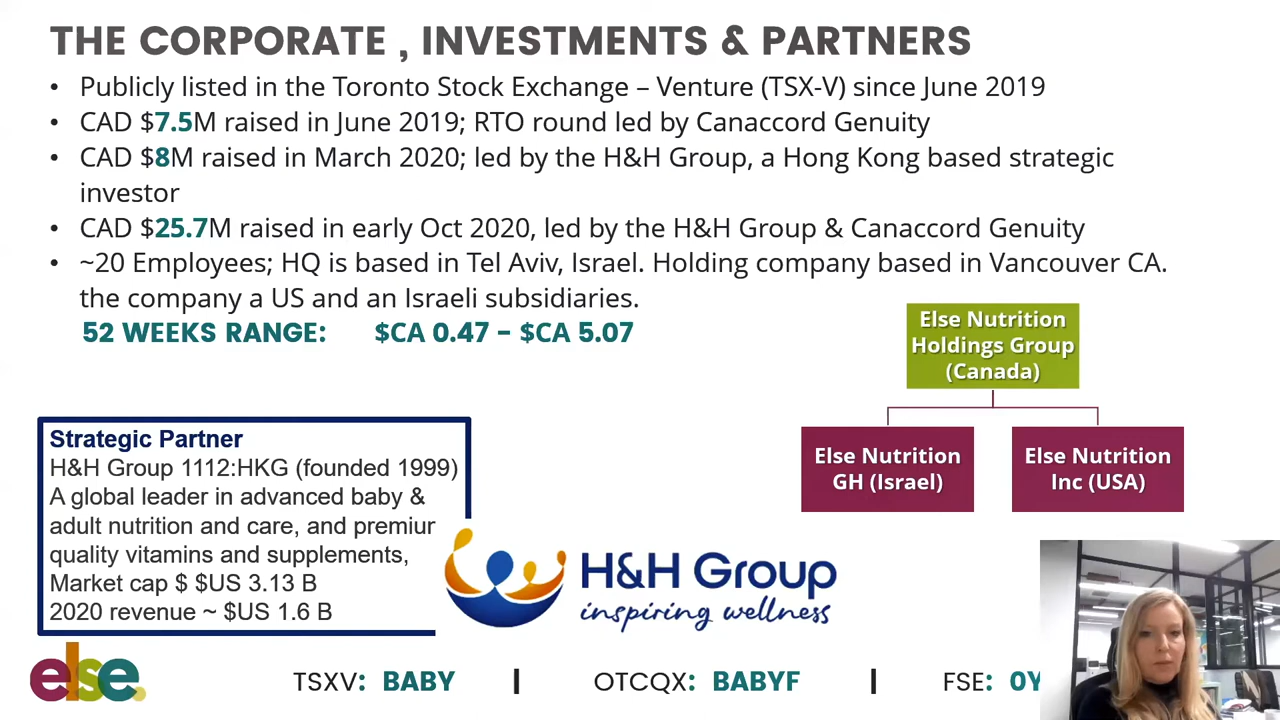 THE CORPORATE , INVESTMENTS & PARTNERS
• Publicly listed in the Toronto Stock Exchange – Venture (TSX-V) since June 2019
• CAD $7.5M raised in June 2019; RTO round led by Canaccord Genuity
• CAD $8M raised in March 2020; led by the H&H Group, a Hong Kong based strategic
investor
• CAD $25.7M raised in early Oct 2020, led by the H&H Group & Canaccord Genuity
• ~20 Employees; HQ is based in Tel Aviv, Israel. Holding company based in Vancouver CA.
the company a US and an Israeli subsidiaries.
52 WEEKS RANGE: $CA 0.47 – $CA 5.07
Else Nutrition
Holdings Group
(Canada)
Else Nutrition
GH (Israel)
Else Nutrition
Inc (USA)
Strategic Partner
H&H Group 1112:HKG (founded 1999)
A global leader in advanced baby &
adult nutrition and care, and
quality vitamins and supplements,
Market cap $ $US 3.13 B
2020 revenue ~ $US 1.6 B
H&H Group
inspiring wellness
else.
TSXV: BABY | OTCQX: BABYF | FSE: 0Y